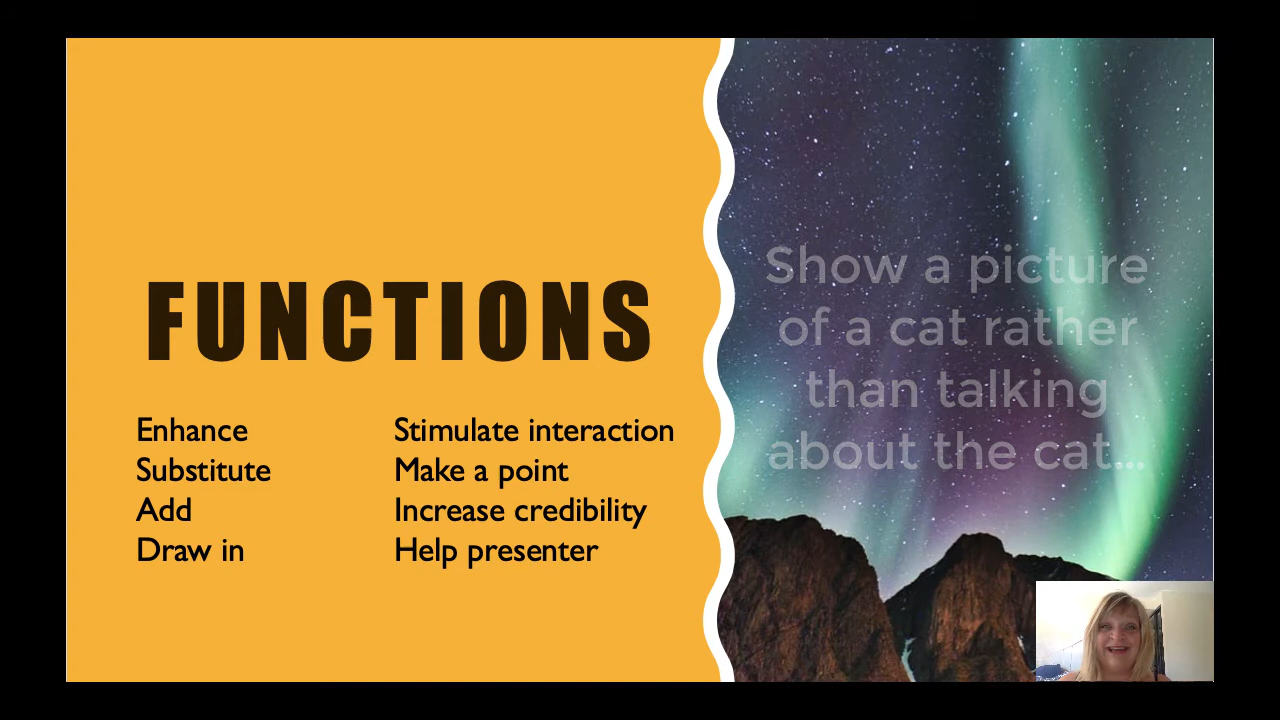 FUNCTIONS
Enhance
Substitute
Add
Draw in
Stimulate interaction
Make a point
Increase credibility
Help presenter
Show a picture
of a cat rather
than talking
about the cat...